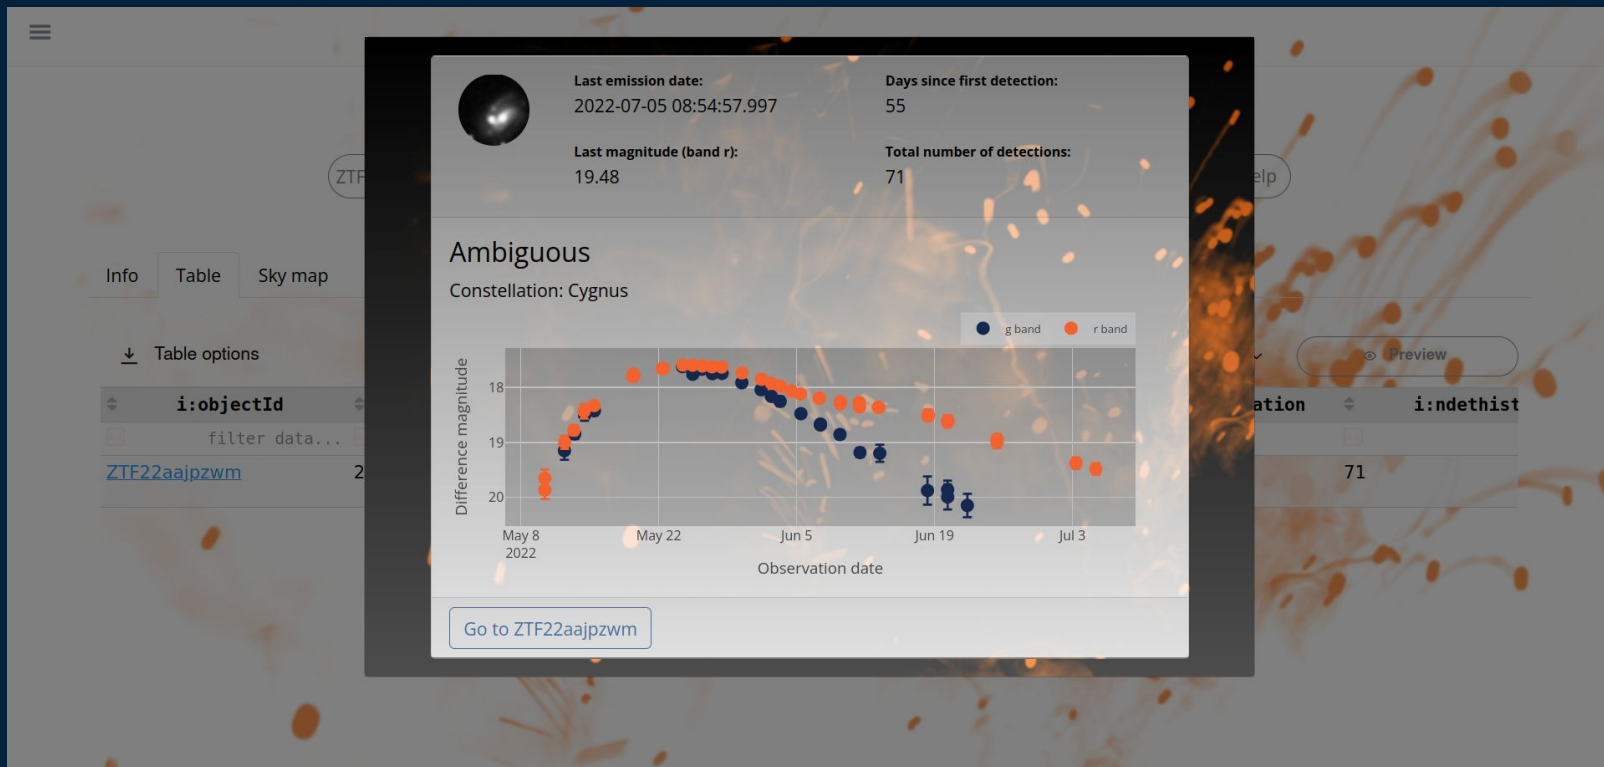 Last emission date:
2022-07-05 08:54:57.997
Days since first detection:
55
Last magnitude (band r):
19.48
Total number of detections:
71
ZTF
elp
Ambiguous
Constellation: Cygnus
Info
Table
Sky map
g band
r band
Table options
Preview
Difference magnitude
18
19
20
i:objectId
ation
i:ndethist
filter data...
ZTF22aajpzwm
2
71
May 8
2022
May 22
Jun 5
Jun 19
Jul 3
Observation date
Go to ZTF22aajpzwm